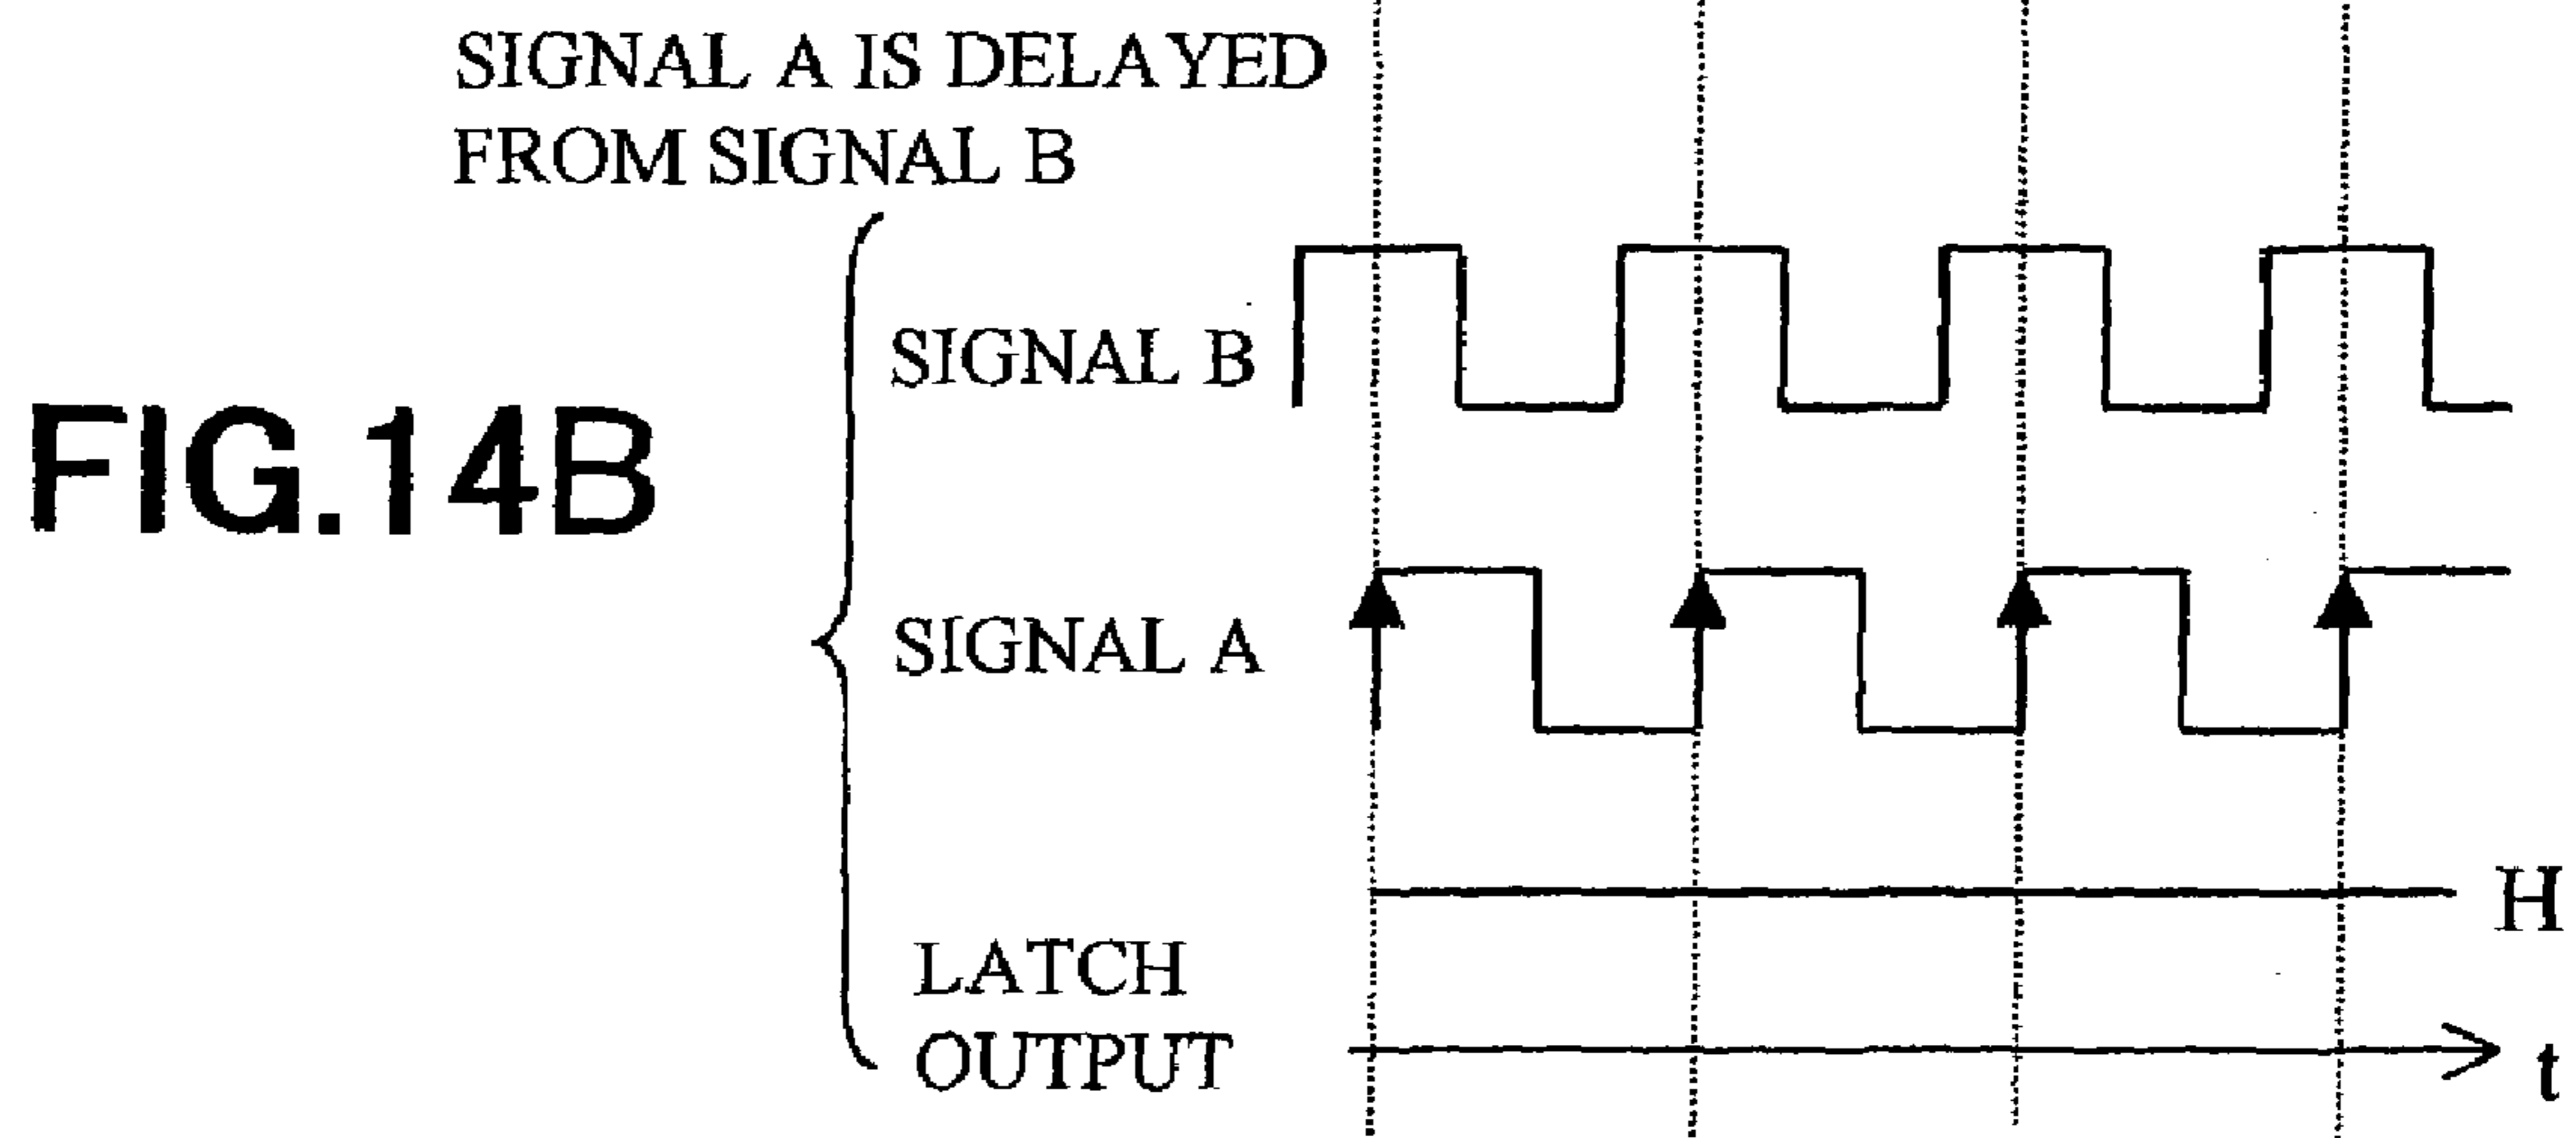 SIGNAL A IS DELAYED
FROM SIGNAL B
SIGNAL B
FIG.14B
SIGNAL A
H
LATCH
OUTPUT
t